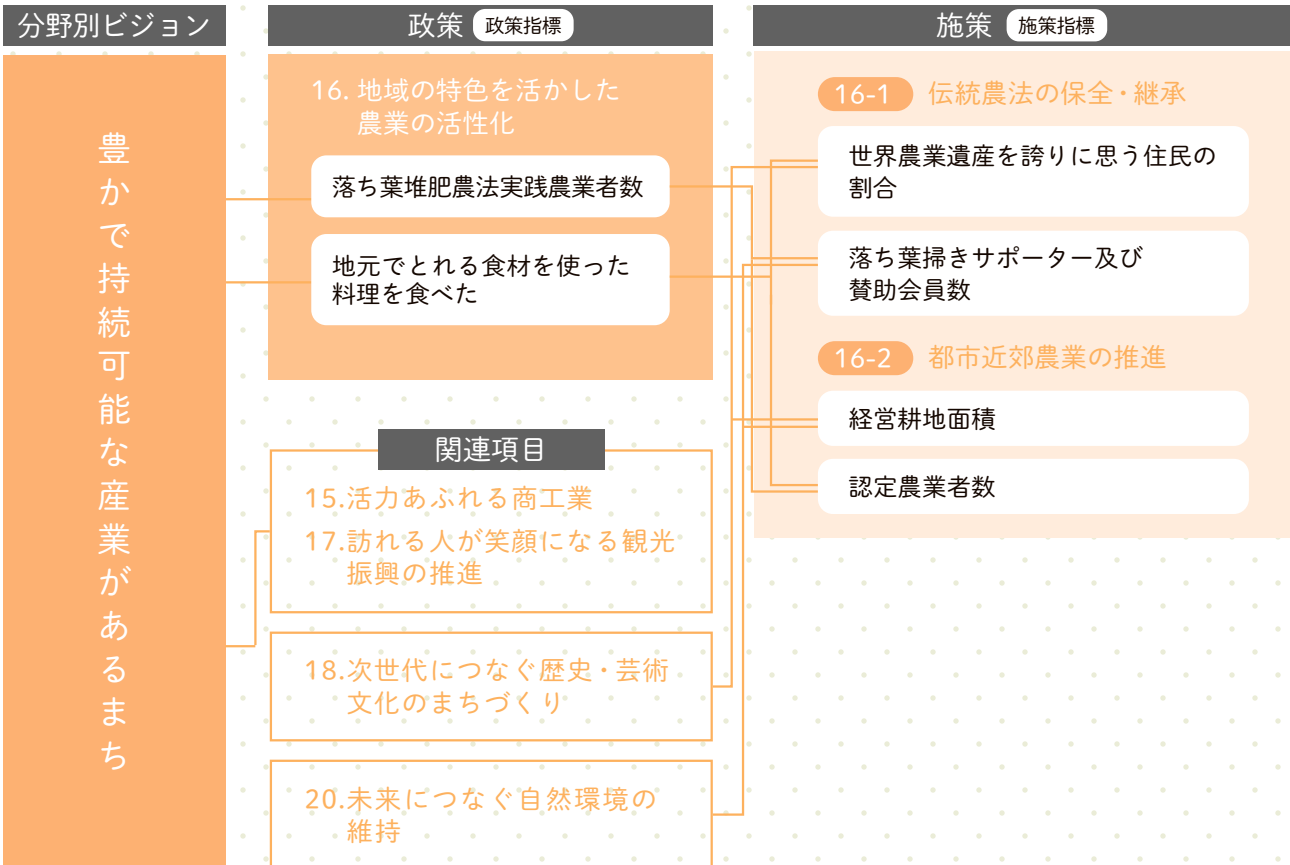 分野別ビジョン
豊かで持続可能な産業があるまち
政策 政策指標
16. 地域の特色を活かした
農業の活性化
落ち葉堆肥農法実践農業者数
地元でとれる食材を使った
料理を食べた
関連項目
15.活力あふれる商工業
17.訪れる人が笑顔になる観光
振興の推進
18.次世代につなぐ歴史・芸術
文化のまちづくり
20.未来につなぐ自然環境の
維持
施策 施策指標
16-1 伝統農法の保全・継承
世界農業遺産を誇りに思う住民の
割合
落ち葉掃きサポーター及び
賛助会員数
16-2 都市近郊農業の推進
経営耕地面積
認定農業者数